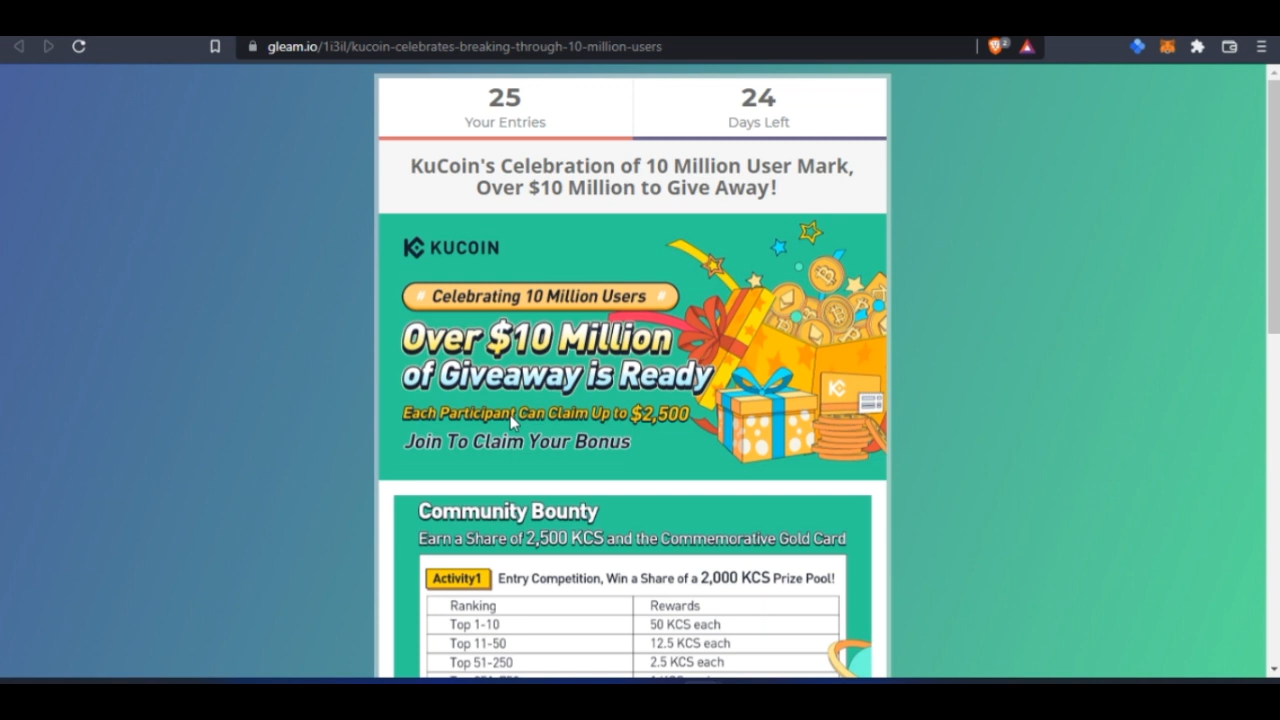 gleam.io/1i3il/kucoin-celebrates-breaking-through-10-million-users
2
25
Your Entries
24
Days Left
KuCoin's Celebration of 10 Million User Mark,
Over $10 Million to Give Away!
KUCOIN
Celebrating 10 Million Users
Over $10 Million
of Giveaway is Ready
Each Participant Can Claim Up to $2,500
Join To Claim Your Bonus
Community Bounty
Earn a Share of 2,500 KCS and the Commemorative Gold Card
Activity1 Entry Competition, Win a Share of a 2,000 KCS Prize Pool!
Ranking Rewards
Top 1-10 50 KCS each
Top 11-50 12.5 KCS each
Top 51-250 2.5 KCS each